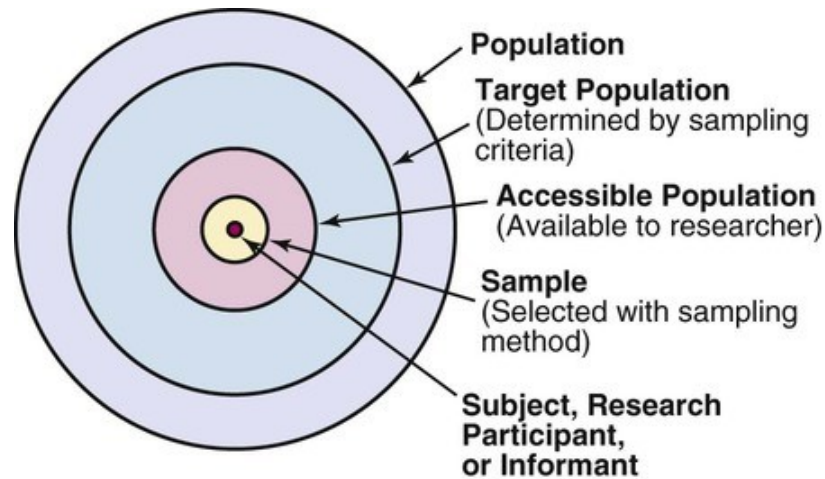 Population
Target Population
(Determined by sampling
criteria)
Accessible Population
(Available to researcher)
Sample
(Selected with sampling
method)
Subject, Research
Participant,
or Informant